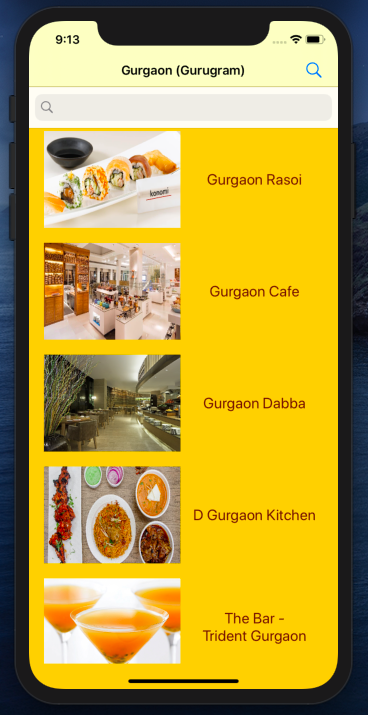 9:13
Gurgaon (Gurugram)
konomi
Gurgaon Rasoi
Gurgaon Cafe
Gurgaon Dabba
D Gurgaon Kitchen
The Bar -
Trident Gurgaon